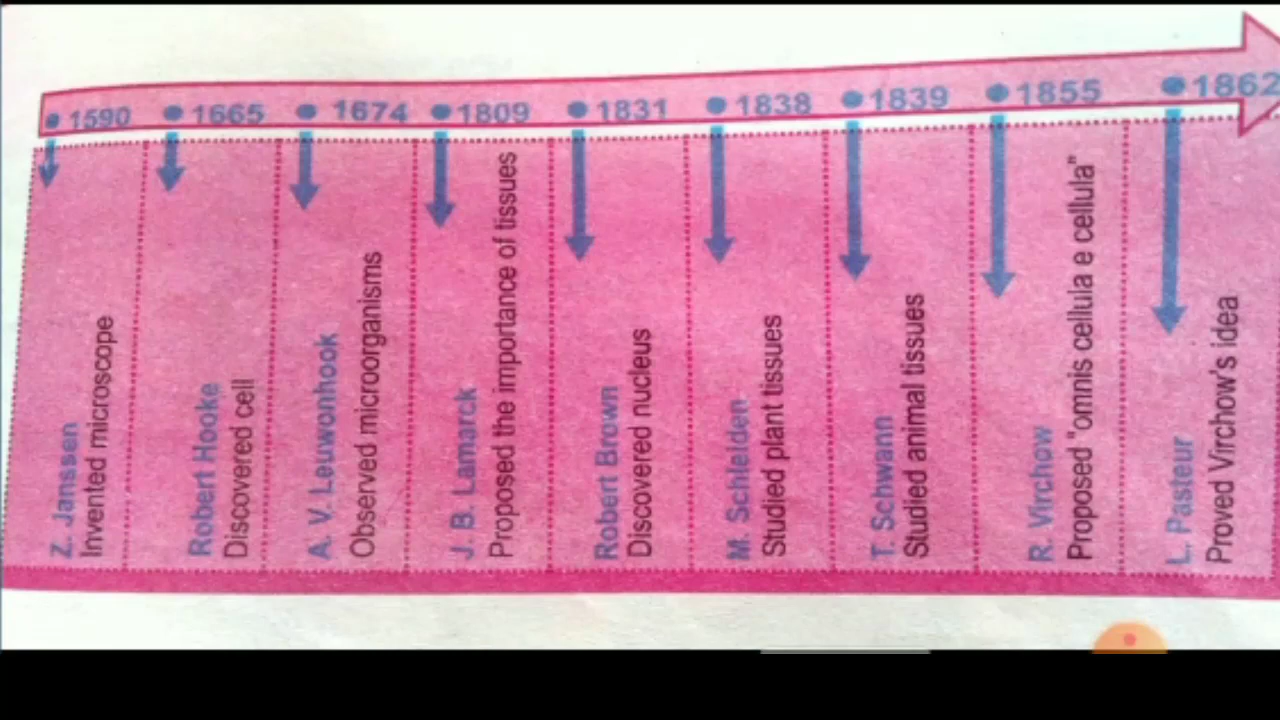 1590
1665
1674
1809
1831
1838
1839
1855
1862
Z. Janssen
Invented microscope
Robert Hooke
Discovered cell
A. V. Leuwonhook
Observed microorganisms
J. B. Lamarck
Proposed the importance of tissues
Robert Brown
Discovered nucleus
M. Schleiden
Studied plant tissues
T. Schwann
Studied animal tissues
R. Virchow
Proposed "omnis cellula e cellula"
L. Pasteur
Proved Virchow's idea